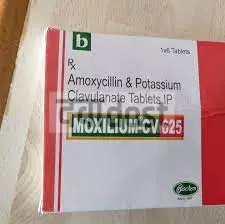 b
1x6 Tablets
Rx
Amoxycillin & Potassium
Clavulanate Tablets IP
MOXILIUM-CV 625